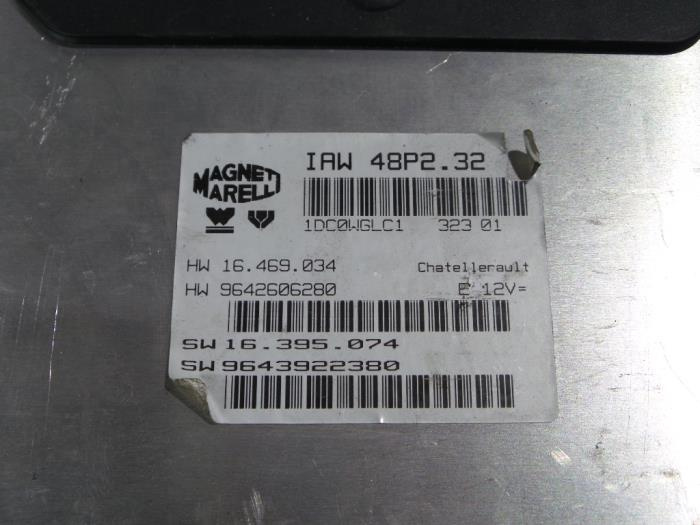 MAGNETI
MARELLI
IAW 48P2.32
1DC0WGLC1 323 01
HW 16.469.034 Chatellerault
HW 9642606280 E 12V=
SW 16.395.074
SW 9643922380